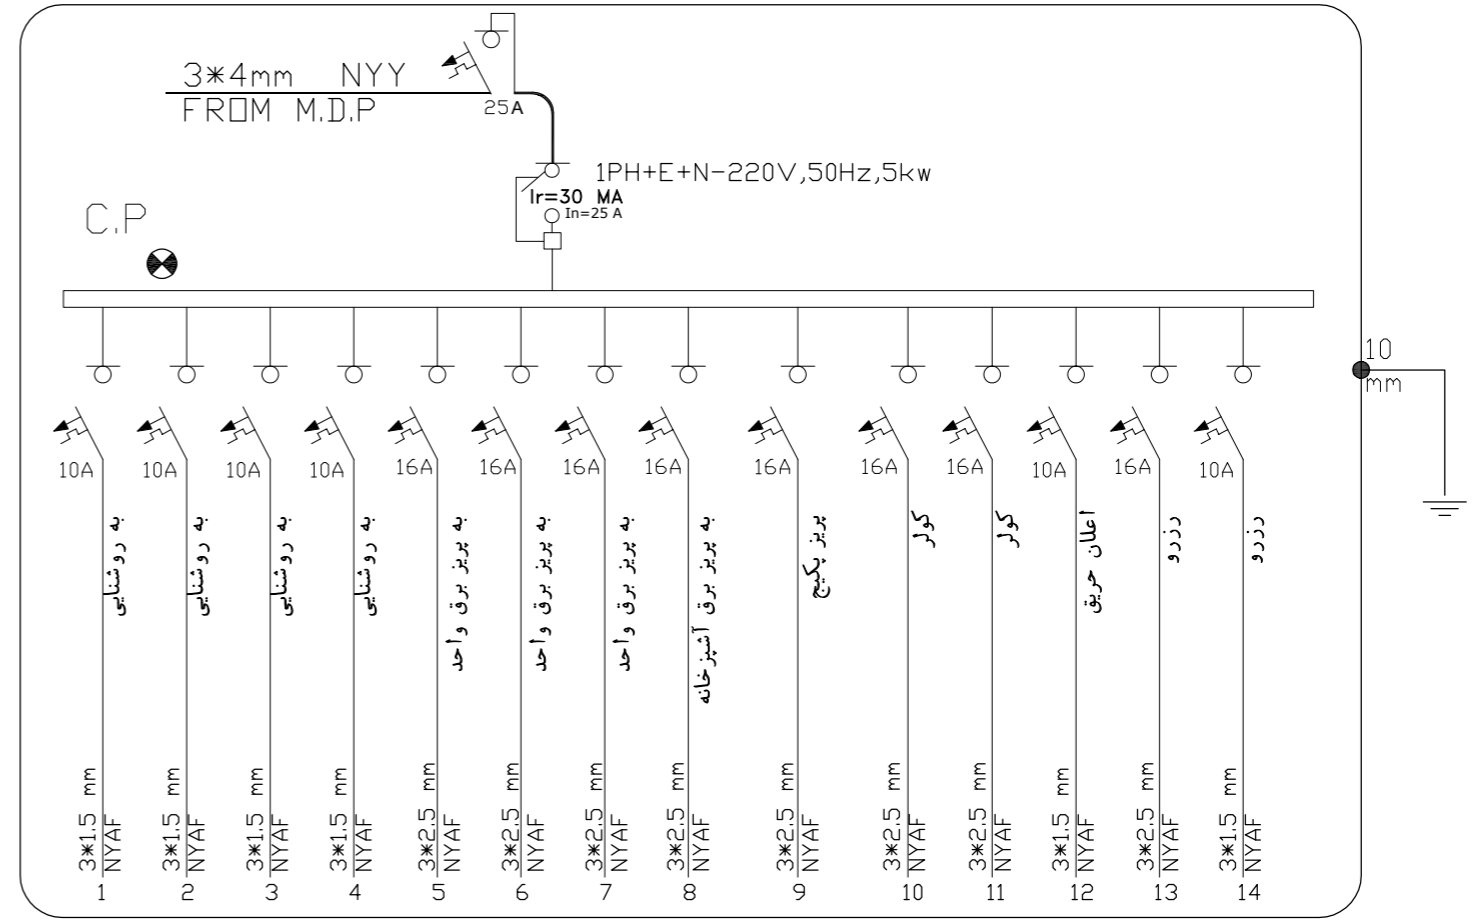 3*4mm NYY
FROM M.D.P
25A
1PH+E+N-220V,50Hz,5kw
Ir=30 MA
In=25 A
C.P
10
mm
10A
10A
10A
10A
16A
16A
16A
16A
16A
16A
16A
10A
16A
10A
به روشنایی
به روشنایی
به روشنایی
به روشنایی
به پریز برق واحد
به پریز برق واحد
به پریز برق واحد
به پریز برق آشپزخانه
پریز پکیج
کولر
کولر
اعلان حریق
رزرو
رزرو
3*1.5 mm
NYAF
3*1.5 mm
NYAF
3*1.5 mm
NYAF
3*1.5 mm
NYAF
3*2.5 mm
NYAF
3*2.5 mm
NYAF
3*2.5 mm
NYAF
3*2.5 mm
NYAF
3*2.5 mm
NYAF
3*2.5 mm
NYAF
3*2.5 mm
NYAF
3*1.5 mm
NYAF
3*2.5 mm
NYAF
3*1.5 mm
NYAF
1
2
3
4
5
6
7
8
9
10
11
12
13
14